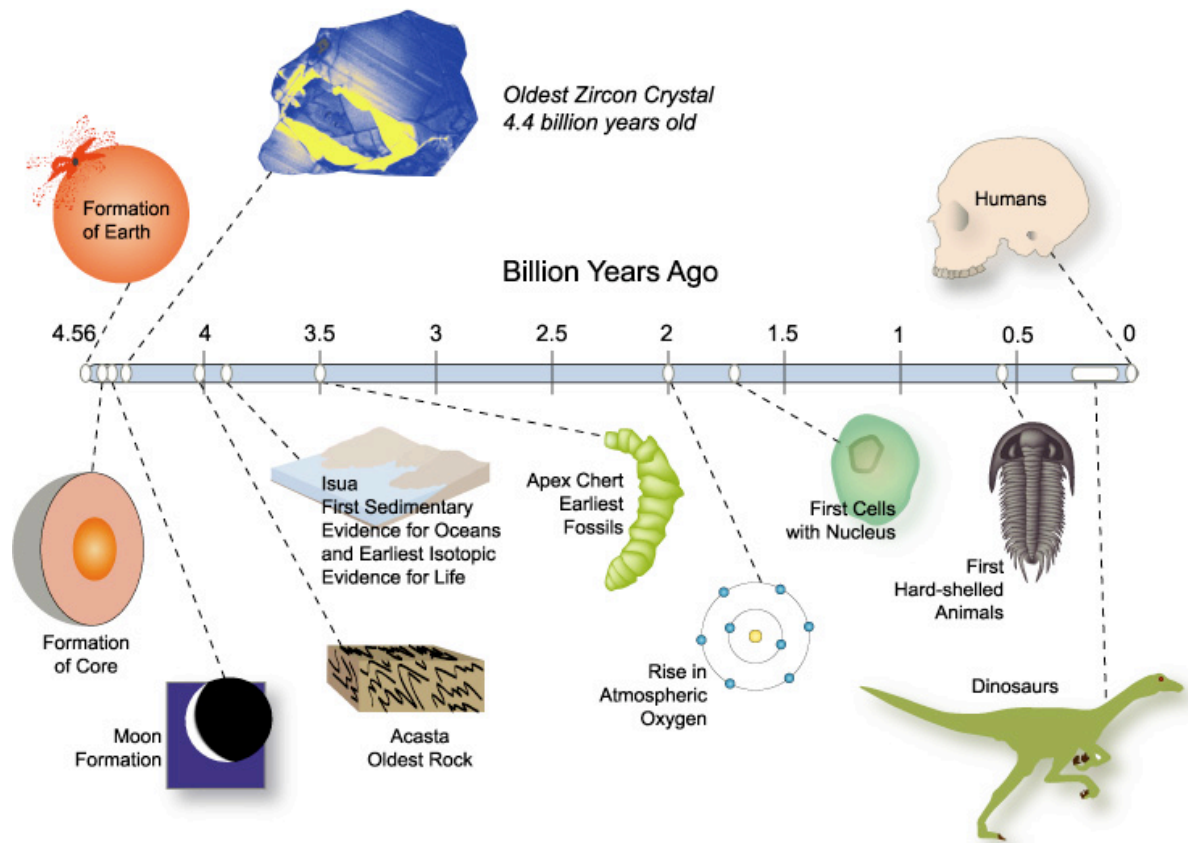 Oldest Zircon Crystal
4.4 billion years old
Formation
of Earth
Humans
Billion Years Ago
4.56 4 3.5 3 2.5 2 1.5 1 0.5 0
Isua
First Sedimentary
Evidence for Oceans
and Earliest Isotopic
Evidence for Life
Apex Chert
Earliest
Fossils
First Cells
with Nucleus
First
Hard-shelled
Animals
Formation
of Core
Rise in
Atmospheric
Oxygen
Dinosaurs
Moon
Formation
Acasta
Oldest Rock